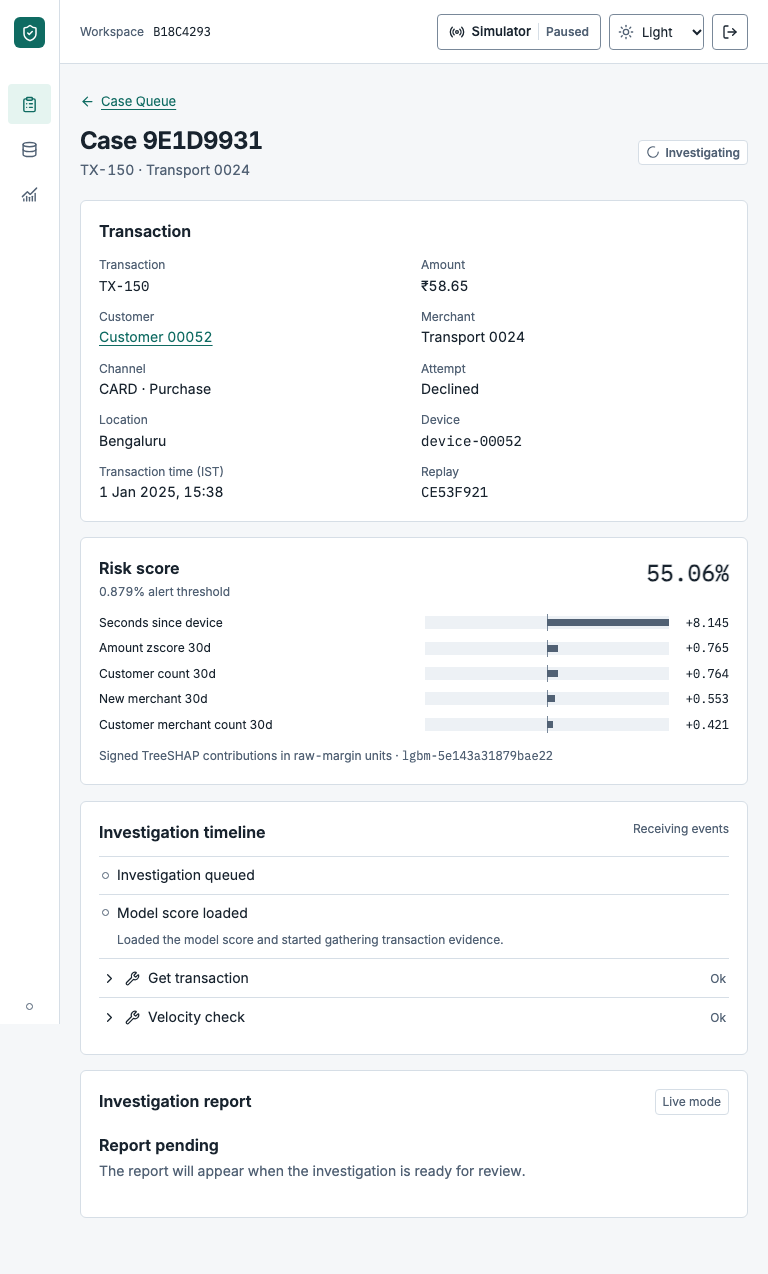 Workspace B18C4293
Simulator Paused
Light
Case Queue
Case 9E1D9931
TX-150 · Transport 0024
Investigating
Transaction
Transaction
TX-150
Amount
₹58.65
Customer
Customer 00052
Merchant
Transport 0024
Channel
CARD · Purchase
Attempt
Declined
Location
Bengaluru
Device
device-00052
Transaction time (IST)
1 Jan 2025, 15:38
Replay
CE53F921
Risk score
55.06%
0.879% alert threshold
Seconds since device +8.145
Amount zscore 30d +0.765
Customer count 30d +0.764
New merchant 30d +0.553
Customer merchant count 30d +0.421
Signed TreeSHAP contributions in raw-margin units · lgbm-5e143a31879bae22
Investigation timeline
Receiving events
Investigation queued
Model score loaded
Loaded the model score and started gathering transaction evidence.
Get transaction Ok
Velocity check Ok
Investigation report
Live mode
Report pending
The report will appear when the investigation is ready for review.